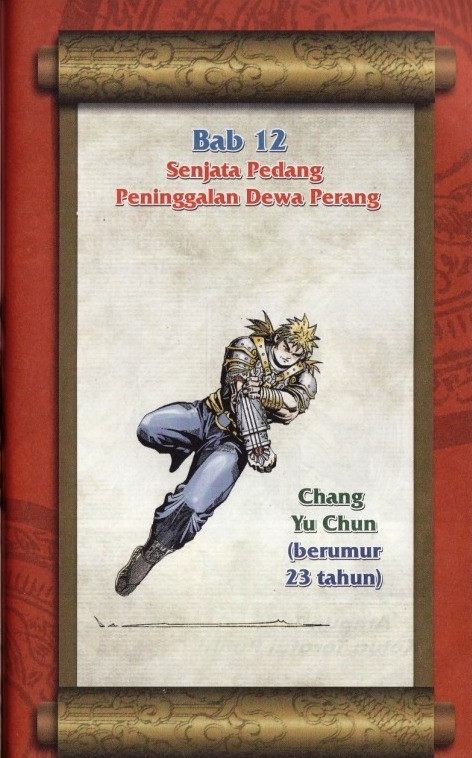 Bab 12
Senjata Pedang
Peninggalan Dewa Perang
Chang
Yu Chun
(berumur
23 tahun)